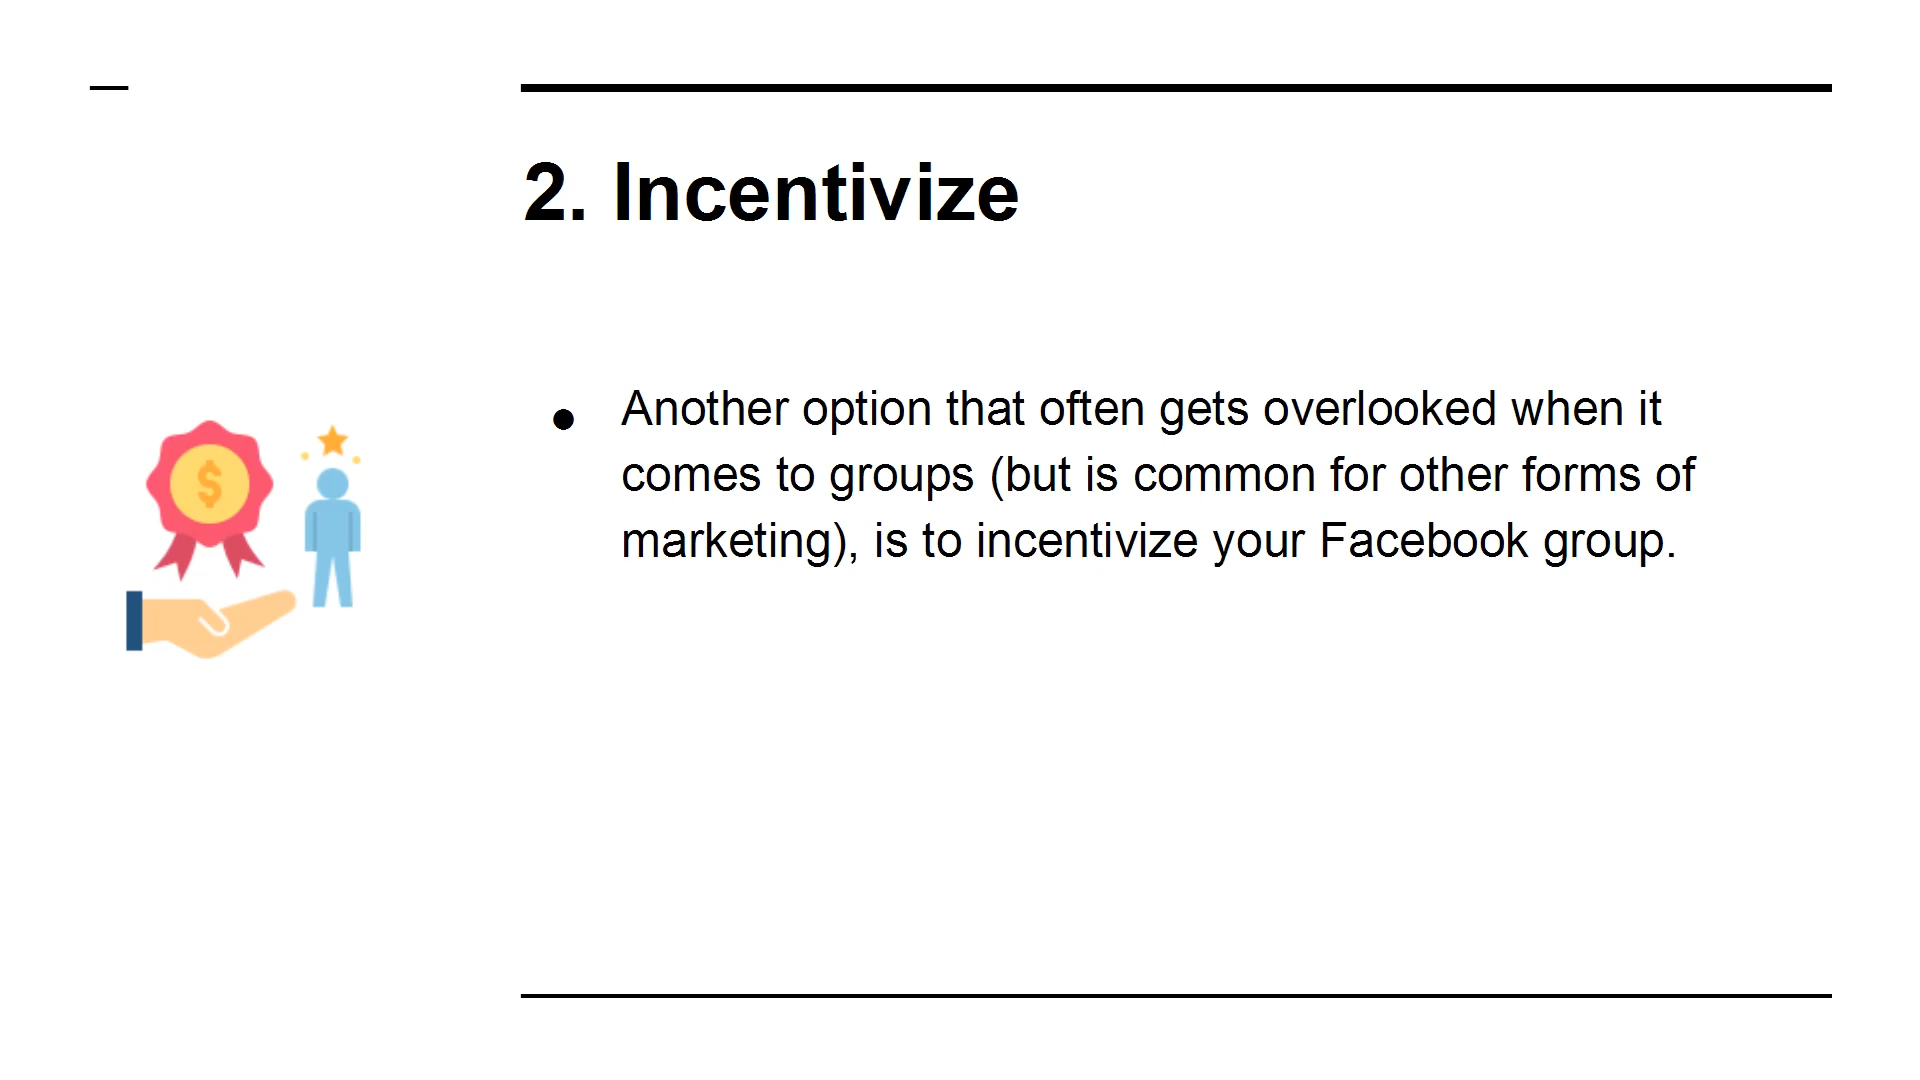 2. Incentivize
● Another option that often gets overlooked when it
comes to groups (but is common for other forms of
marketing), is to incentivize your Facebook group.
$